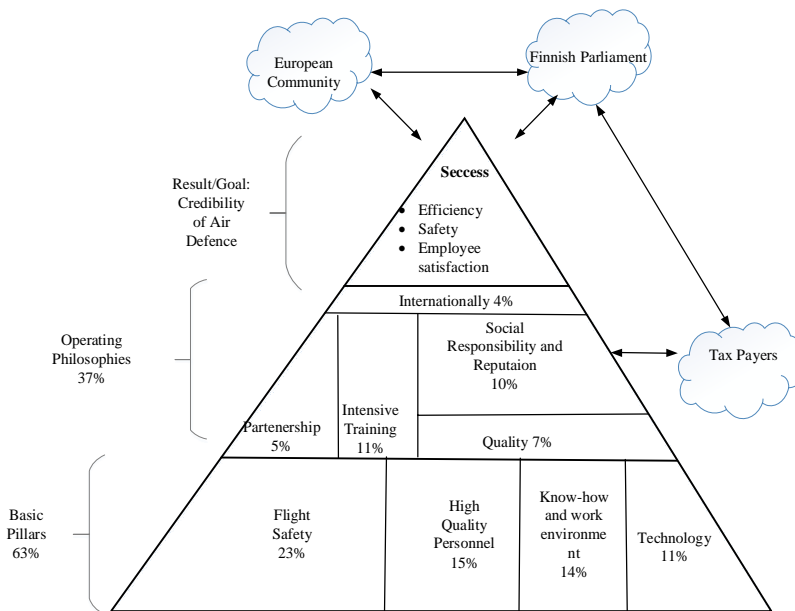 European
Community
Finnish Parliament
Result/Goal:
Credibility
of Air
Defence
Seccess
• Efficiency
• Safety
• Employee
satisfaction
Internationally 4%
Operating
Philosophies
37%
Partenership
5%
Intensive
Training
11%
Social
Responsibility and
Reputaion
10%
Quality 7%
Tax Payers
Basic
Pillars
63%
Flight
Safety
23%
High
Quality
Personnel
15%
Know-how
and work
environme
nt
14%
Technology
11%